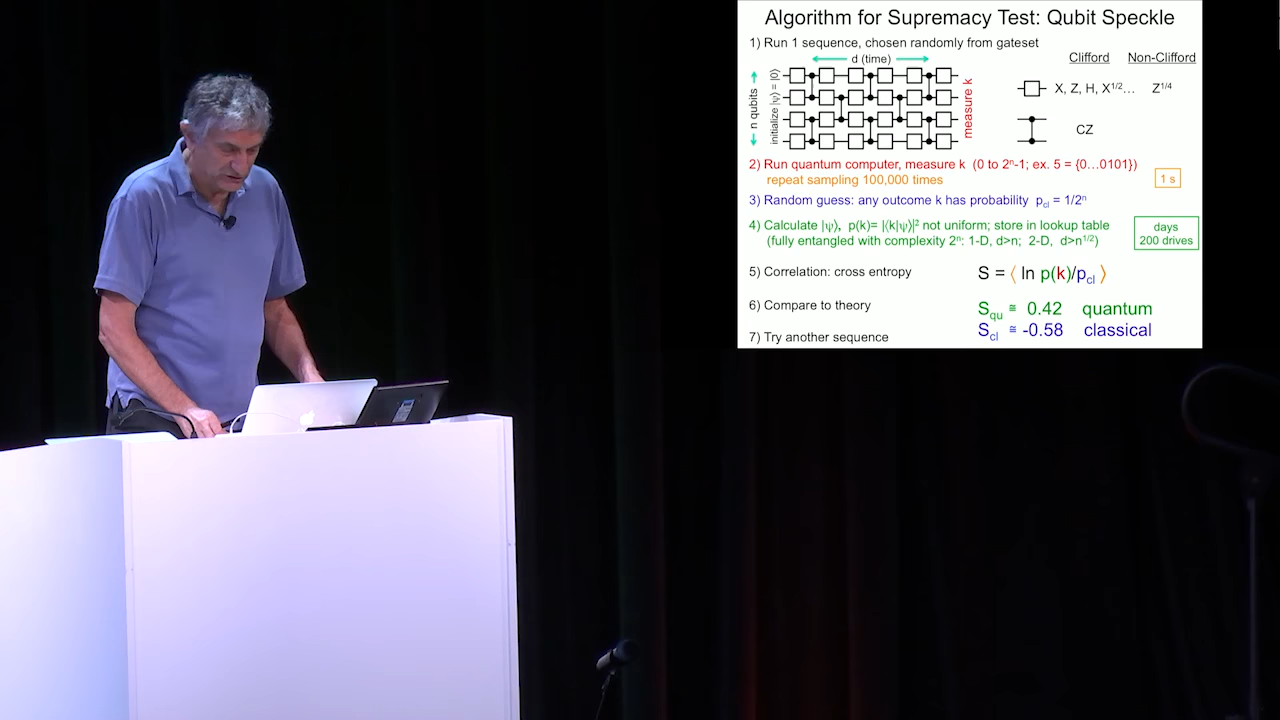 Algorithm for Supremacy Test: Qubit Speckle
1) Run 1 sequence, chosen randomly from gateset
Clifford Non-Clifford
d (time)
n qubits
initialize |ψ⟩ = |0⟩
measure k
X, Z, H, X^1/2… Z^1/4
CZ
2) Run quantum computer, measure k (0 to 2ⁿ-1; ex. 5 = {0…0101})
repeat sampling 100,000 times
1 s
3) Random guess: any outcome k has probability p_cl = 1/2ⁿ
4) Calculate |ψ⟩, p(k)= |⟨k|ψ⟩|² not uniform; store in lookup table
(fully entangled with complexity 2ⁿ: 1-D, d>n; 2-D, d>n^1/2)
days
200 drives
5) Correlation: cross entropy S = ⟨ ln p(k)/p_cl ⟩
6) Compare to theory S_qu ≅ 0.42 quantum
S_cl ≅ -0.58 classical
7) Try another sequence